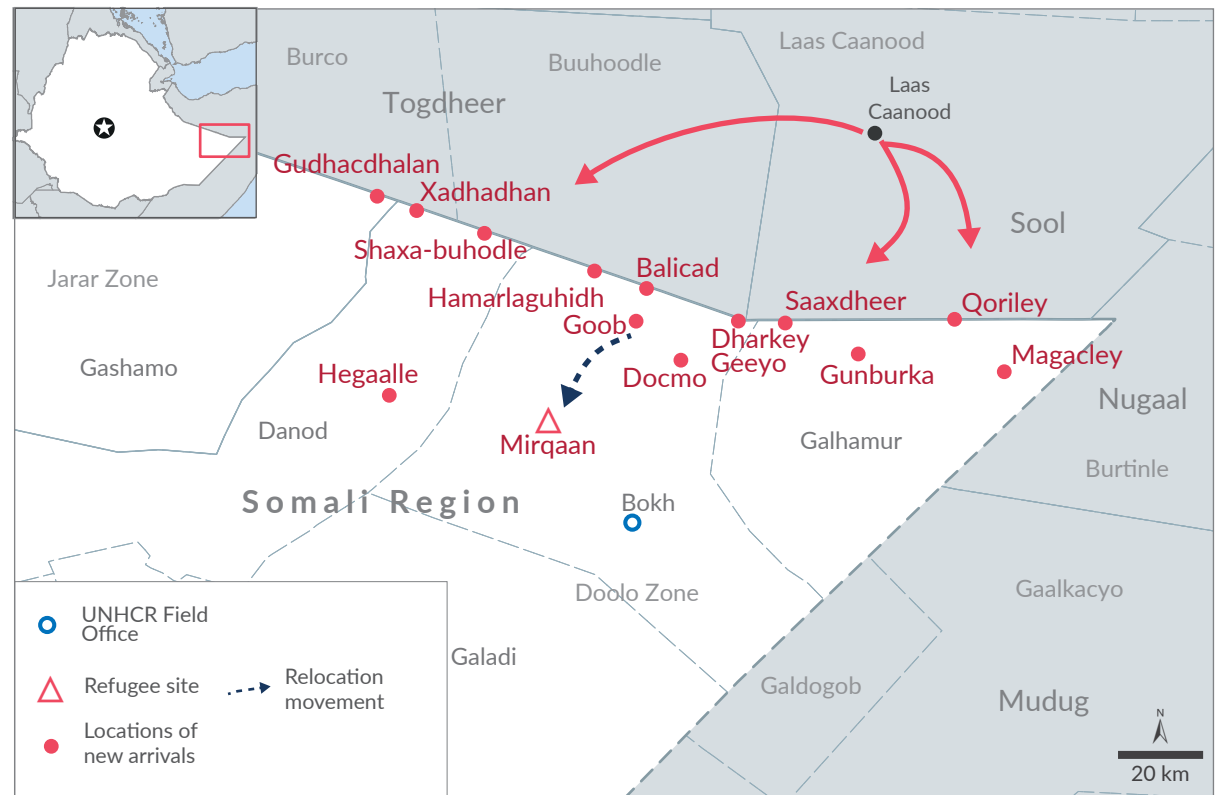 Burco
Buuhoodle
Laas Caanood
Togdheer
Laas
Caanood
Gudhacdhalan
Xadhadhan
Sool
Shaxa-buhodle
Balicad
Jarar Zone
Hamarlaguhidh
Saaxdheer
Qoriley
Goob
Dharkey
Geeyo
Magacley
Gashamo
Hegaalle
Docmo
Gunburka
Nugaal
Danod
Mirqaan
Galhamur
Burtinle
Somali Region
Bokh
Doolo Zone
Gaalkacyo
UNHCR Field
Office
Galadi
Refugee site
Relocation
movement
Galdogob
Mudug
Locations of
new arrivals
N
20 km